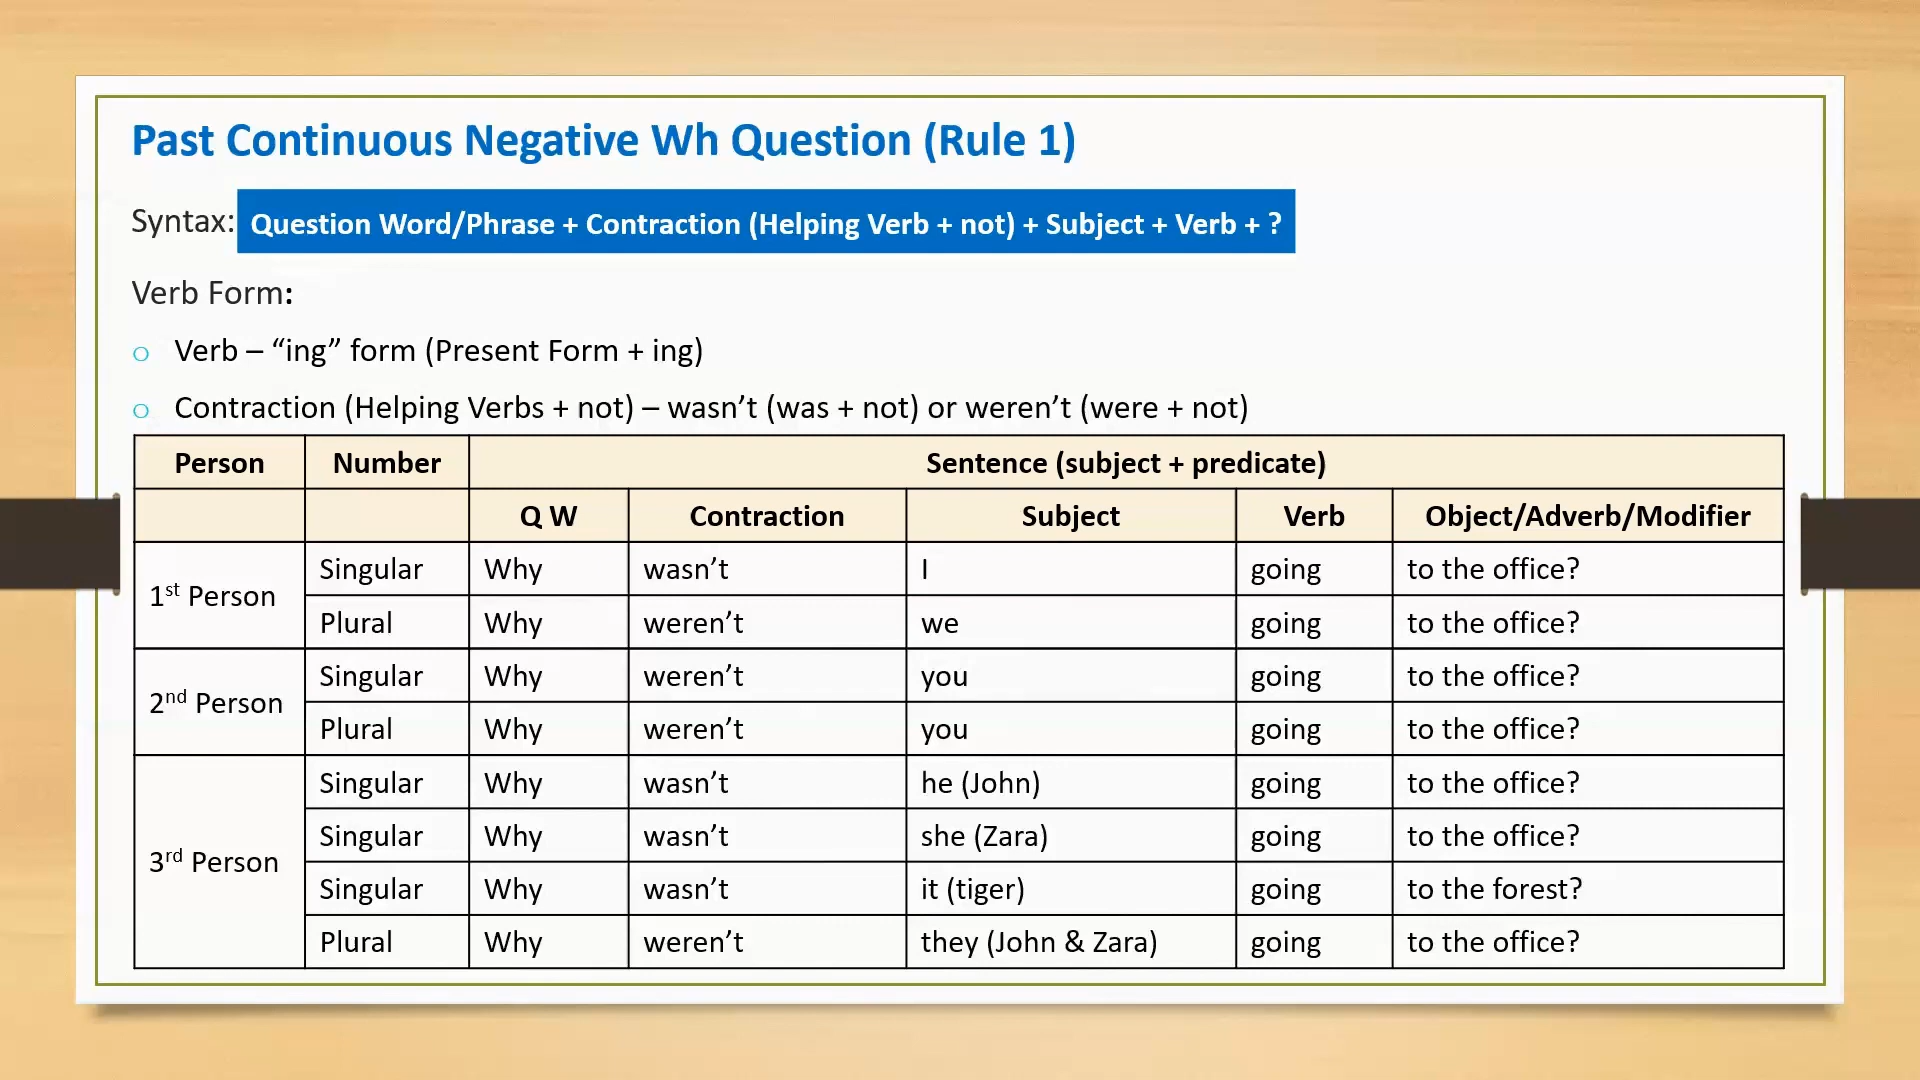 Past Continuous Negative Wh Question (Rule 1)
Syntax: Question Word/Phrase + Contraction (Helping Verb + not) + Subject + Verb + ?
Verb Form:
o Verb – “ing” form (Present Form + ing)
o Contraction (Helping Verbs + not) – wasn’t (was + not) or weren’t (were + not)
Person Number Sentence (subject + predicate)
Q W Contraction Subject Verb Object/Adverb/Modifier
1st Person Singular Why wasn’t I going to the office?
Plural Why weren’t we going to the office?
2nd Person Singular Why weren’t you going to the office?
Plural Why weren’t you going to the office?
3rd Person Singular Why wasn’t he (John) going to the office?
Singular Why wasn’t she (Zara) going to the office?
Singular Why wasn’t it (tiger) going to the forest?
Plural Why weren’t they (John & Zara) going to the office?